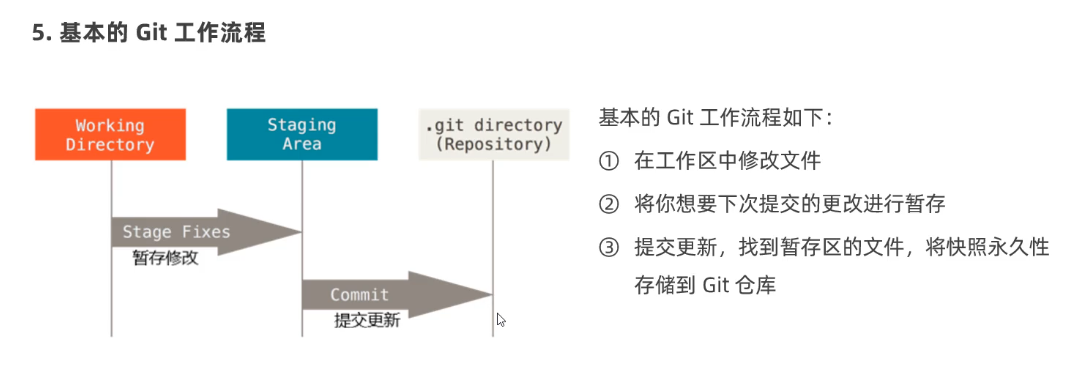 5. 基本的 Git 工作流程
Working
Directory
Staging
Area
.git directory
(Repository)
Stage Fixes
暂存修改
Commit
提交更新
基本的 Git 工作流程如下：
① 在工作区中修改文件
② 将你想要下次提交的更改进行暂存
③ 提交更新，找到暂存区的文件，将快照永久性
存储到 Git 仓库